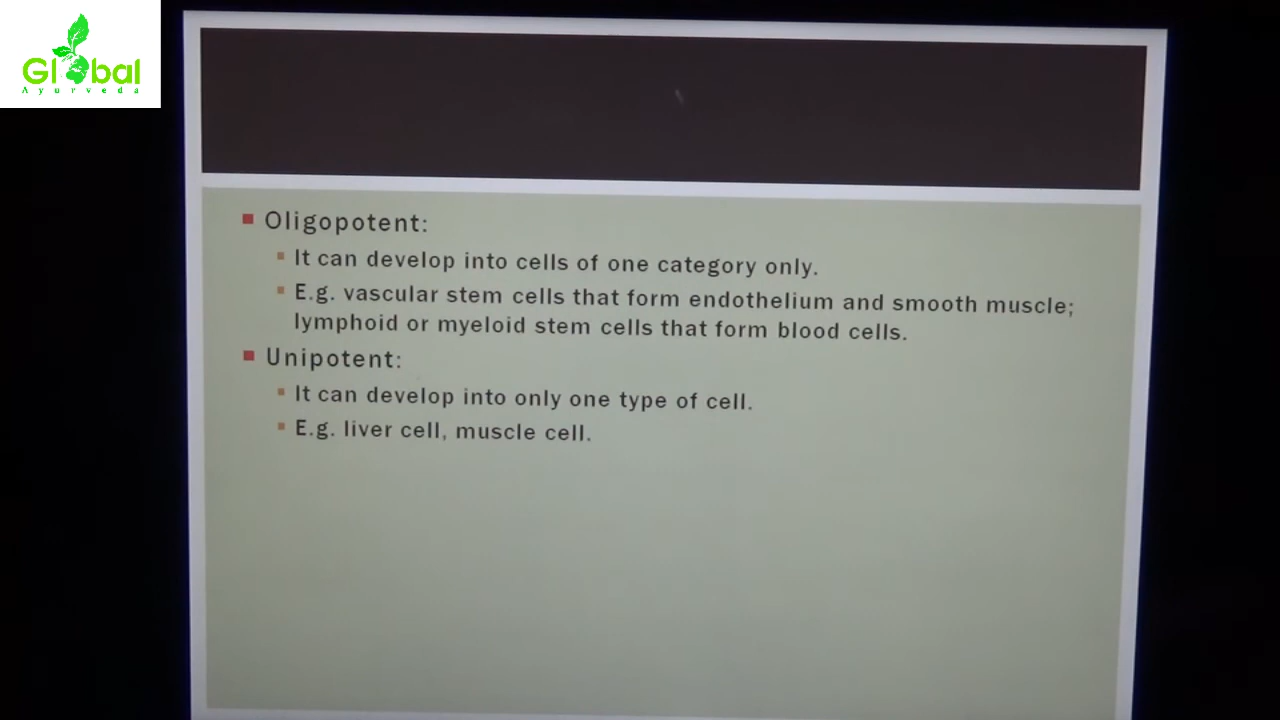 Global
Ayurveda
Oligopotent:
It can develop into cells of one category only.
E.g. vascular stem cells that form endothelium and smooth muscle;
lymphoid or myeloid stem cells that form blood cells.
Unipotent:
It can develop into only one type of cell.
E.g. liver cell, muscle cell.